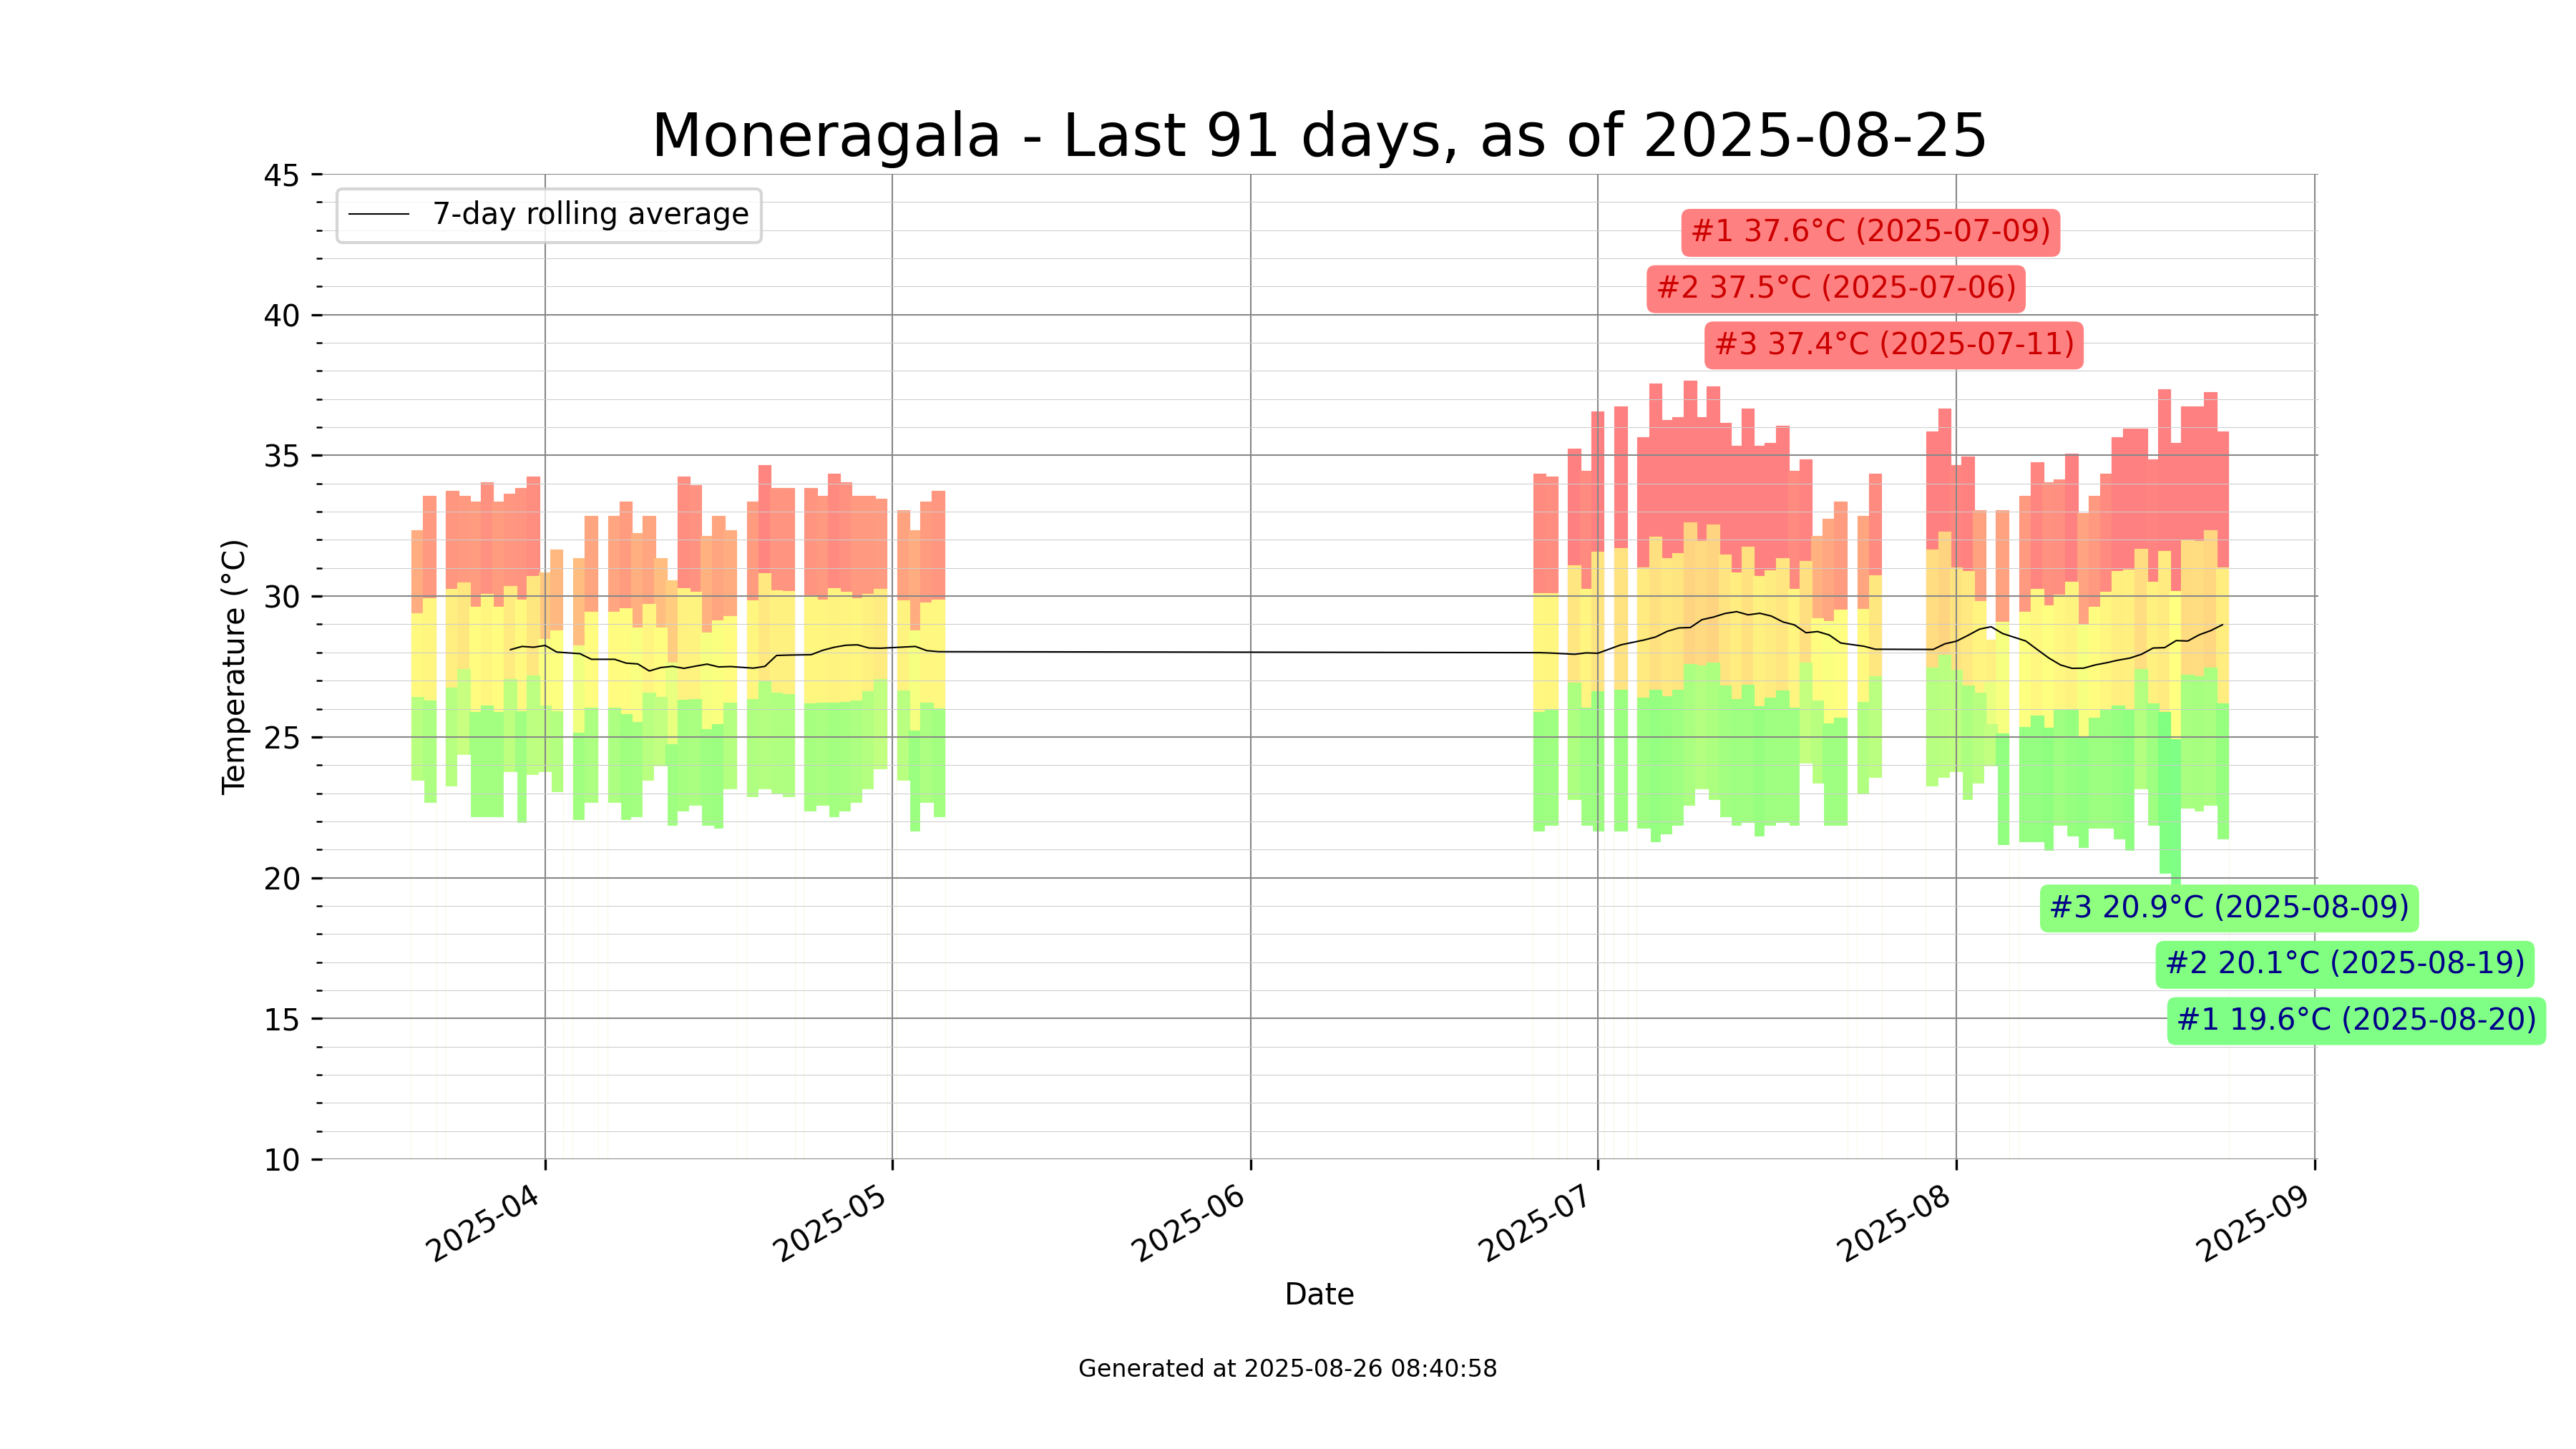 Moneragala - Last 91 days, as of 2025-08-25
45
7-day rolling average
#1 37.6°C (2025-07-09)
#2 37.5°C (2025-07-06)
40
#3 37.4°C (2025-07-11)
35
30
Temperature (°C)
25
20
#3 20.9°C (2025-08-09)
#2 20.1°C (2025-08-19)
15
#1 19.6°C (2025-08-20)
10
2025-04
2025-05
2025-06
2025-07
2025-08
2025-09
Date
Generated at 2025-08-26 08:40:58